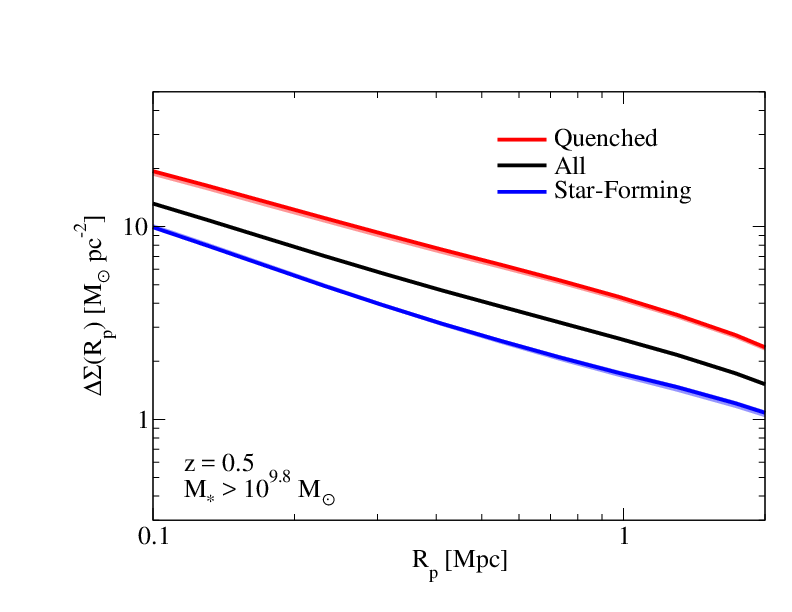 Quenched
All
Star-Forming
10
1
ΔΣ(R_p) [M_⊙ pc^-2]
z = 0.5
M_* > 10^9.8 M_⊙
0.1
1
R_p [Mpc]